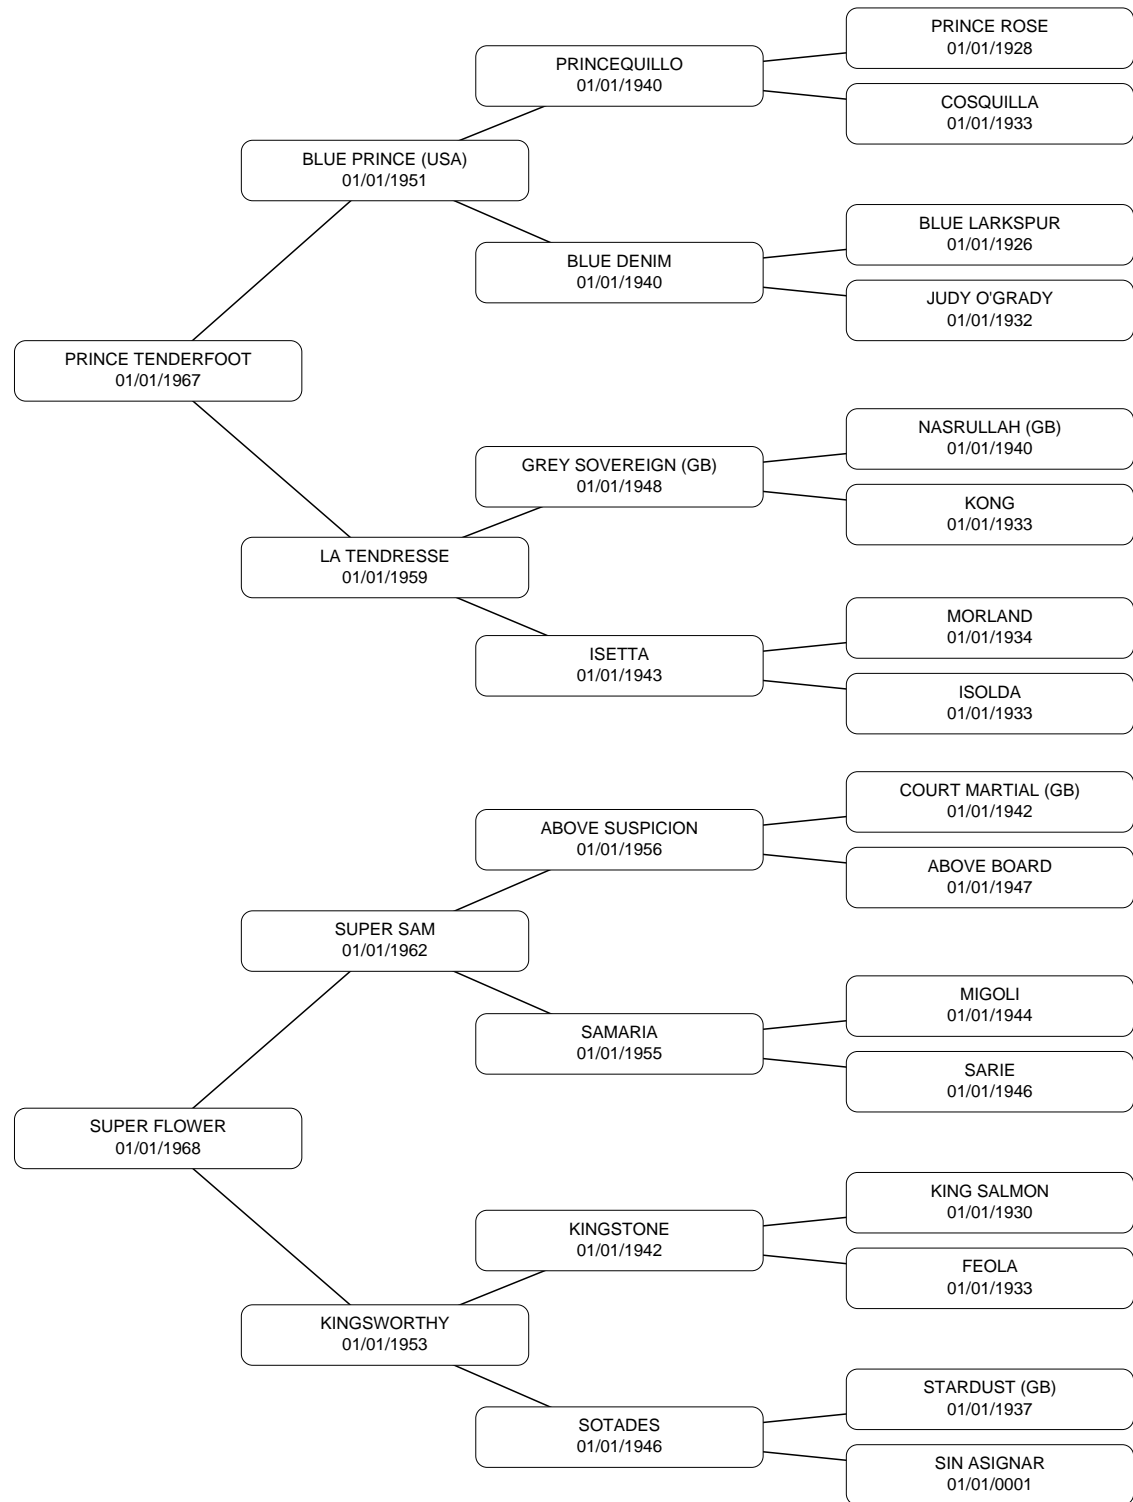 PRINCE ROSE
01/01/1928
PRINCEQUILLO
01/01/1940
COSQUILLA
01/01/1933
BLUE PRINCE (USA)
01/01/1951
BLUE LARKSPUR
01/01/1926
BLUE DENIM
01/01/1940
JUDY O'GRADY
01/01/1932
PRINCE TENDERFOOT
01/01/1967
NASRULLAH (GB)
01/01/1940
GREY SOVEREIGN (GB)
01/01/1948
KONG
01/01/1933
LA TENDRESSE
01/01/1959
MORLAND
01/01/1934
ISETTA
01/01/1943
ISOLDA
01/01/1933
COURT MARTIAL (GB)
01/01/1942
ABOVE SUSPICION
01/01/1956
ABOVE BOARD
01/01/1947
SUPER SAM
01/01/1962
MIGOLI
01/01/1944
SAMARIA
01/01/1955
SARIE
01/01/1946
SUPER FLOWER
01/01/1968
KING SALMON
01/01/1930
KINGSTONE
01/01/1942
FEOLA
01/01/1933
KINGSWORTHY
01/01/1953
STARDUST (GB)
01/01/1937
SOTADES
01/01/1946
SIN ASIGNAR
01/01/0001